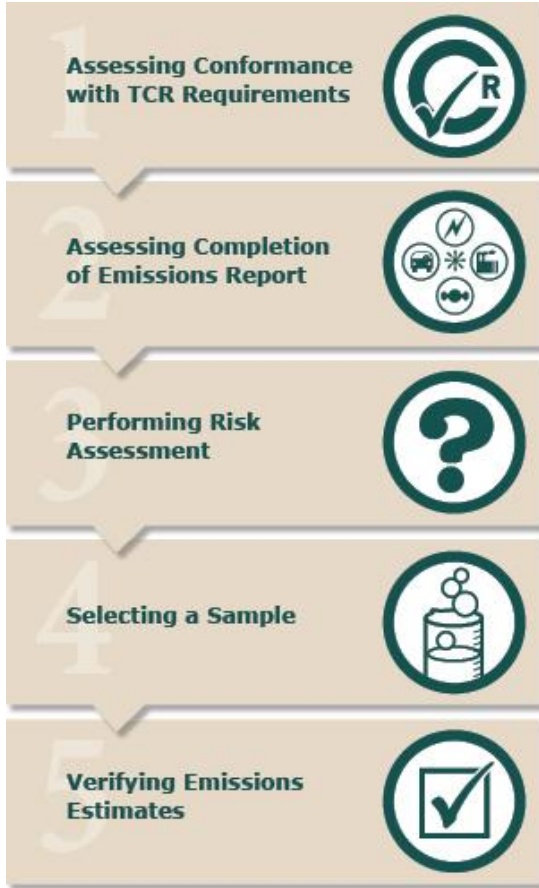 1
Assessing Conformance
with TCR Requirements
R
2
Assessing Completion
of Emissions Report
3
Performing Risk
Assessment
?
4
Selecting a Sample
5
Verifying Emissions
Estimates